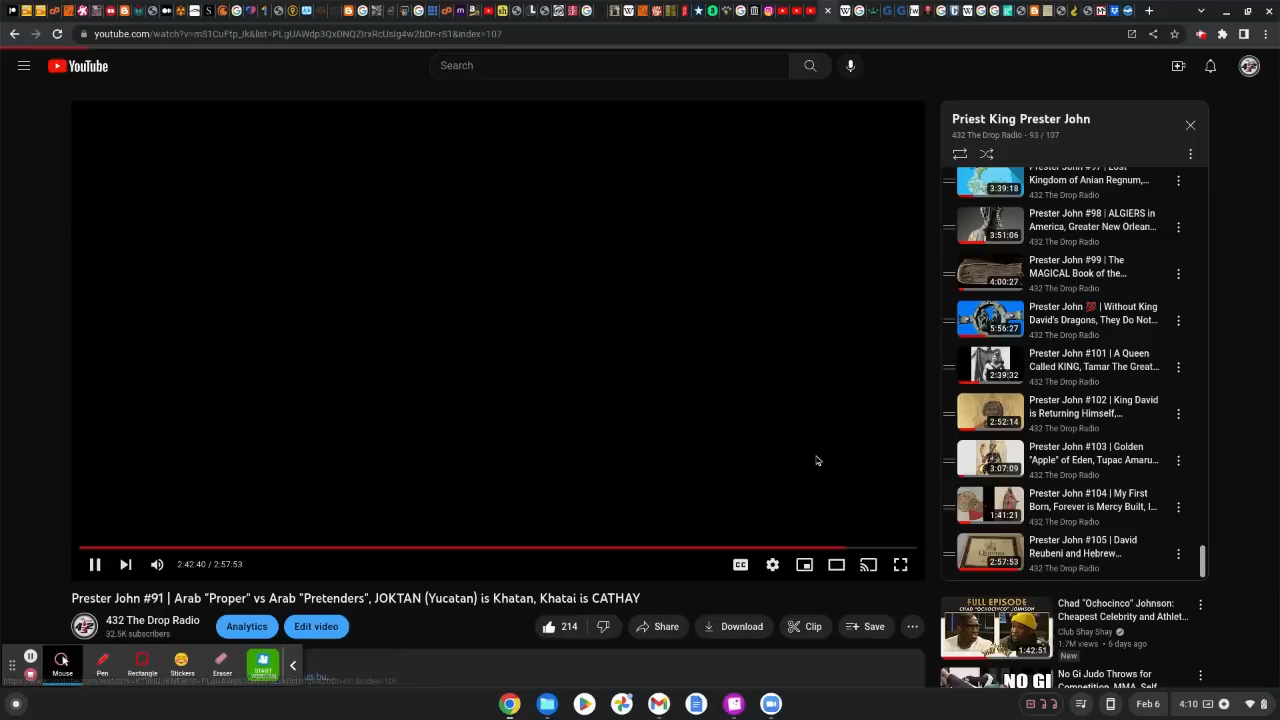 youtube.com/watch?v=mS1CuFtp_Ik&list=PLgUAWdp3QxDNQZIrxRcUsIg4w2bDn-rS1&index=107
YouTube
Search
Priest King Prester John
432 The Drop Radio - 93 / 107
Kingdom of Anian Regnum,...
3:39:18
432 The Drop Radio
Prester John #98 | ALGIERS in
America, Greater New Orlean...
3:51:06
432 The Drop Radio
Prester John #99 | The
MAGICAL Book of the...
4:00:27
432 The Drop Radio
Prester John 💯 | Without King
David's Dragons, They Do Not...
5:56:27
432 The Drop Radio
Prester John #101 | A Queen
Called KING, Tamar The Great...
2:39:32
432 The Drop Radio
Prester John #102 | King David
is Returning Himself,...
2:52:14
432 The Drop Radio
Prester John #103 | Golden
"Apple" of Eden, Tupac Amaru...
3:07:09
432 The Drop Radio
Prester John #104 | My First
Born, Forever is Mercy Built, I...
1:41:21
432 The Drop Radio
Prester John #105 | David
Reubeni and Hebrew...
2:57:53
432 The Drop Radio
2:42:40 / 2:57:53
Prester John #91 | Arab "Proper" vs Arab "Pretenders", JOKTAN (Yucatan) is Khatan, Khatai is CATHAY
432 The Drop Radio
32.5K subscribers
Analytics
Edit video
214
Share
Download
Clip
Save
FULL EPISODE
CHAD "OCHOCINCO" JOHNSON
1:42:51
Chad "Ochocinco" Johnson:
Cheapest Celebrity and Athlet...
Club Shay Shay
1.7M views • 6 days ago
New
NO GI
No Gi Judo Throws for
Competition, MMA, Self
Mouse
Pen
Rectangle
Stickers
Eraser
START WEBCAM
Feb 6
4:10